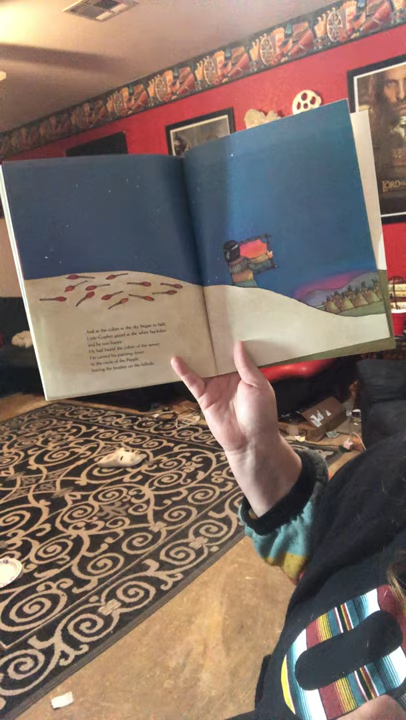 And as the colors in the sky began to fade,
Little Gopher gazed at the white buckskin
and he was happy.
He had found the colors of the sunset.
He carried his painting down
to the circle of the People,
leaving the brushes on the hillside.
LORD